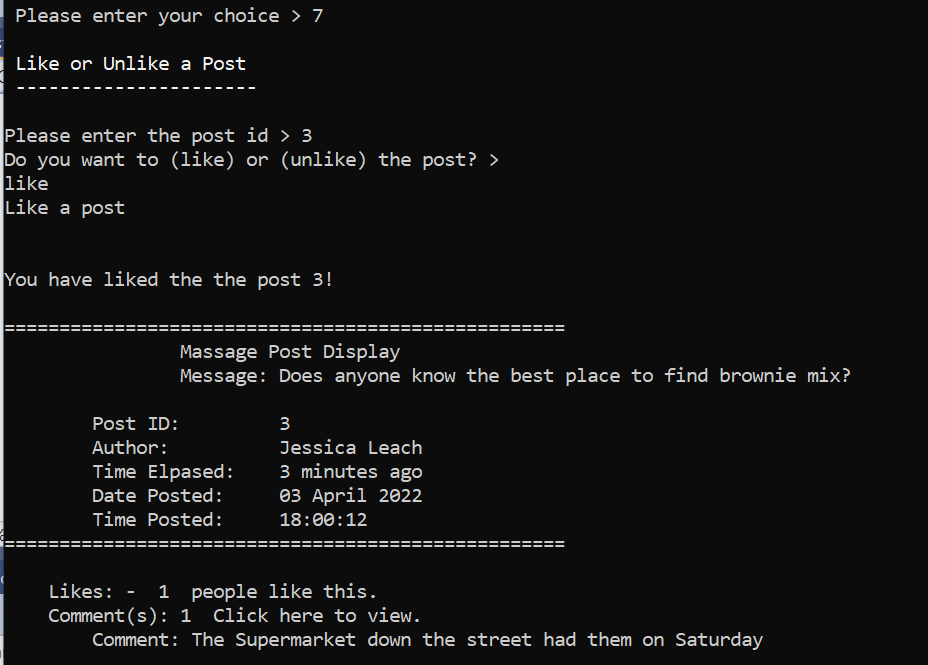 Please enter your choice > 7
Like or Unlike a Post
----------------------
Please enter the post id > 3
Do you want to (like) or (unlike) the post? >
like
Like a post
You have liked the the post 3!
===================================================
Massage Post Display
Message: Does anyone know the best place to find brownie mix?
Post ID: 3
Author: Jessica Leach
Time Elpased: 3 minutes ago
Date Posted: 03 April 2022
Time Posted: 18:00:12
===================================================
Likes: - 1 people like this.
Comment(s): 1 Click here to view.
Comment: The Supermarket down the street had them on Saturday